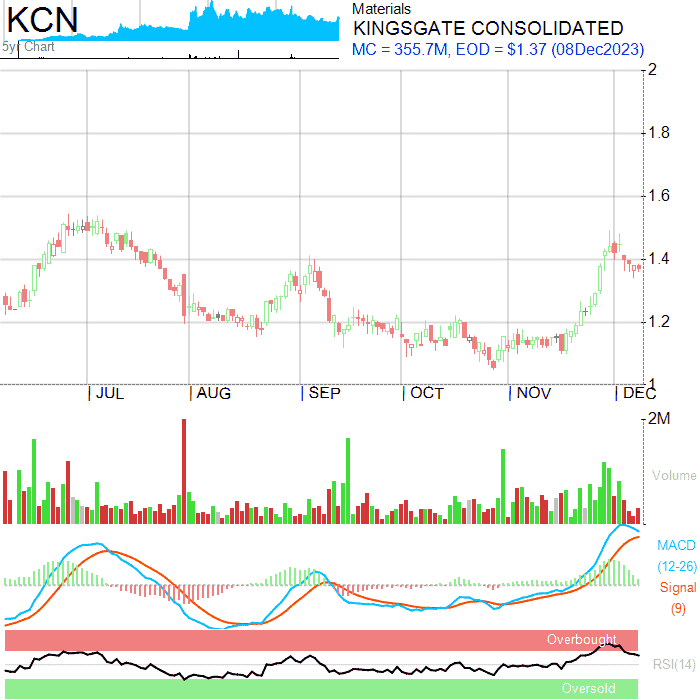 KCN
5yr Chart
Materials
KINGSGATE CONSOLIDATED
MC = 355.7M, EOD = $1.37 (08Dec2023)
2
1.8
1.6
1.4
1.2
1
JUL AUG SEP OCT NOV DEC
2M
Volume
MACD
(12-26)
Signal
(9)
Overbought
RSI(14)
Oversold